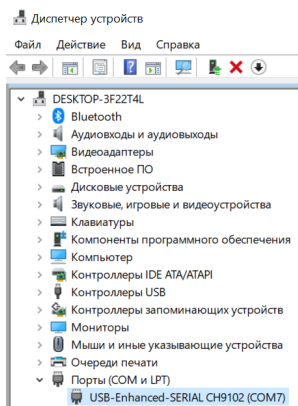 Диспетчер устройств
Файл Действие Вид Справка
DESKTOP-3F22T4L
Bluetooth
Аудиовходы и аудиовыходы
Видеоадаптеры
Встроенное ПО
Дисковые устройства
Звуковые, игровые и видеоустройства
Клавиатуры
Компоненты программного обеспечения
Компьютер
Контроллеры IDE ATA/ATAPI
Контроллеры USB
Контроллеры запоминающих устройств
Мониторы
Мыши и иные указывающие устройства
Очереди печати
Порты (COM и LPT)
USB-Enhanced-SERIAL CH9102 (COM7)